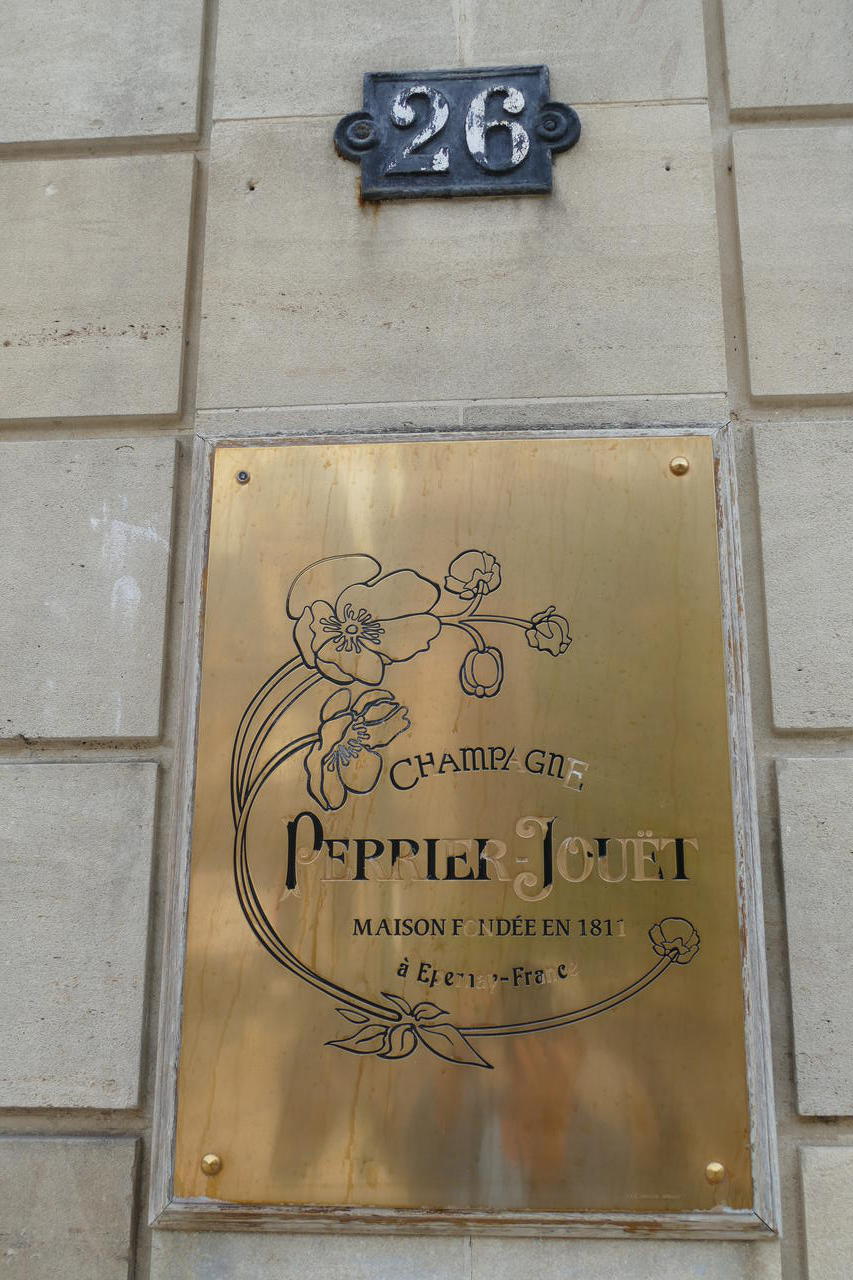 26
CHAMPAGNE
PERRIER-JOUËT
MAISON FONDÉE EN 1811
à Epernay-France